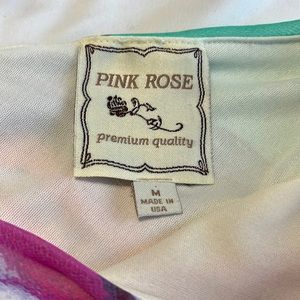 PINK ROSE
premium quality
M
MADE IN
USA